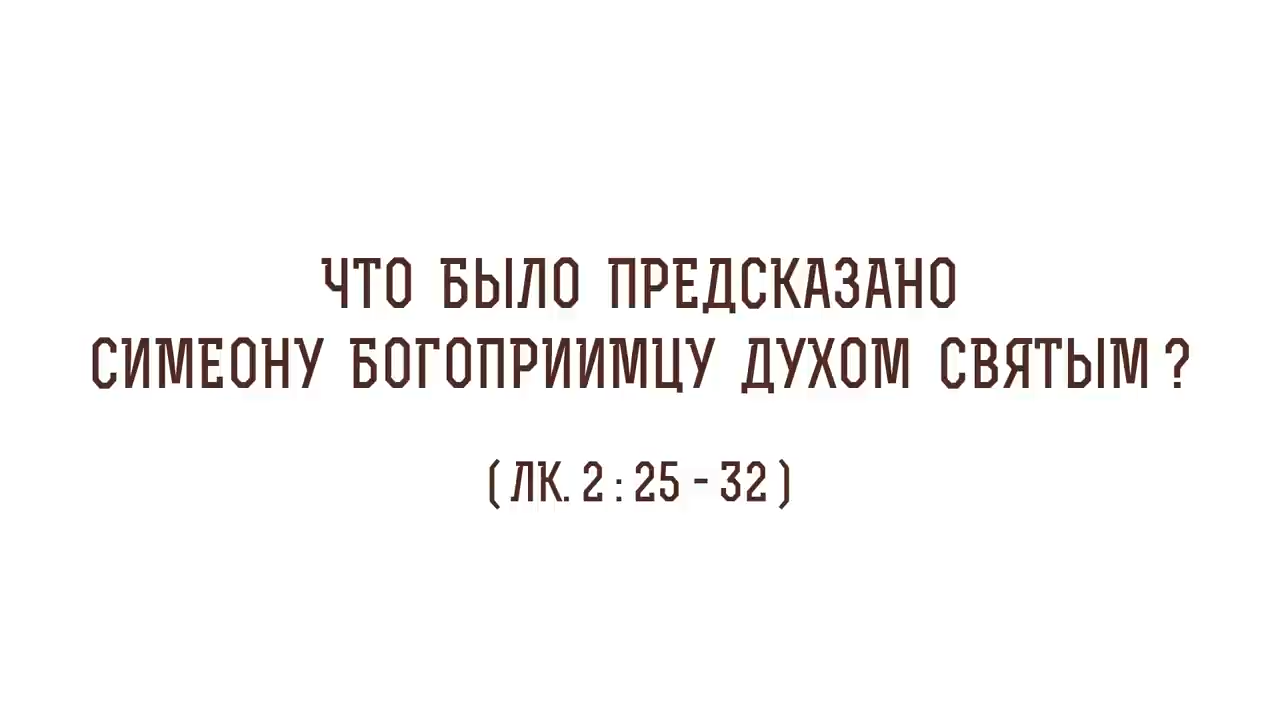 ЧТО БЫЛО ПРЕДСКАЗАНО
СИМЕОНУ БОГОПРИИМЦУ ДУХОМ СВЯТЫМ?
(ЛК. 2:25-32)